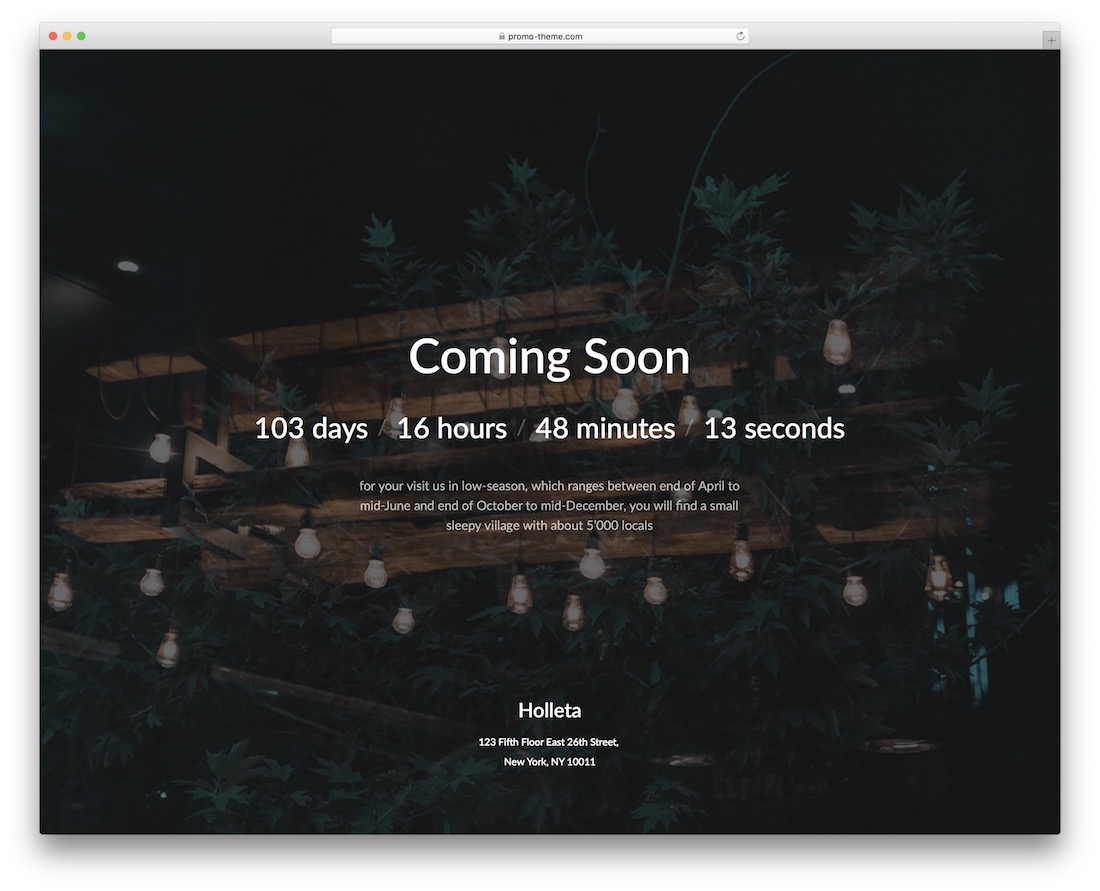 promo-theme.com
Coming Soon
103 days / 16 hours / 48 minutes / 13 seconds
for your visit us in low-season, which ranges between end of April to
mid-June and end of October to mid-December, you will find a small
sleepy village with about 5'000 locals
Holleta
123 Fifth Floor East 26th Street,
New York, NY 10011